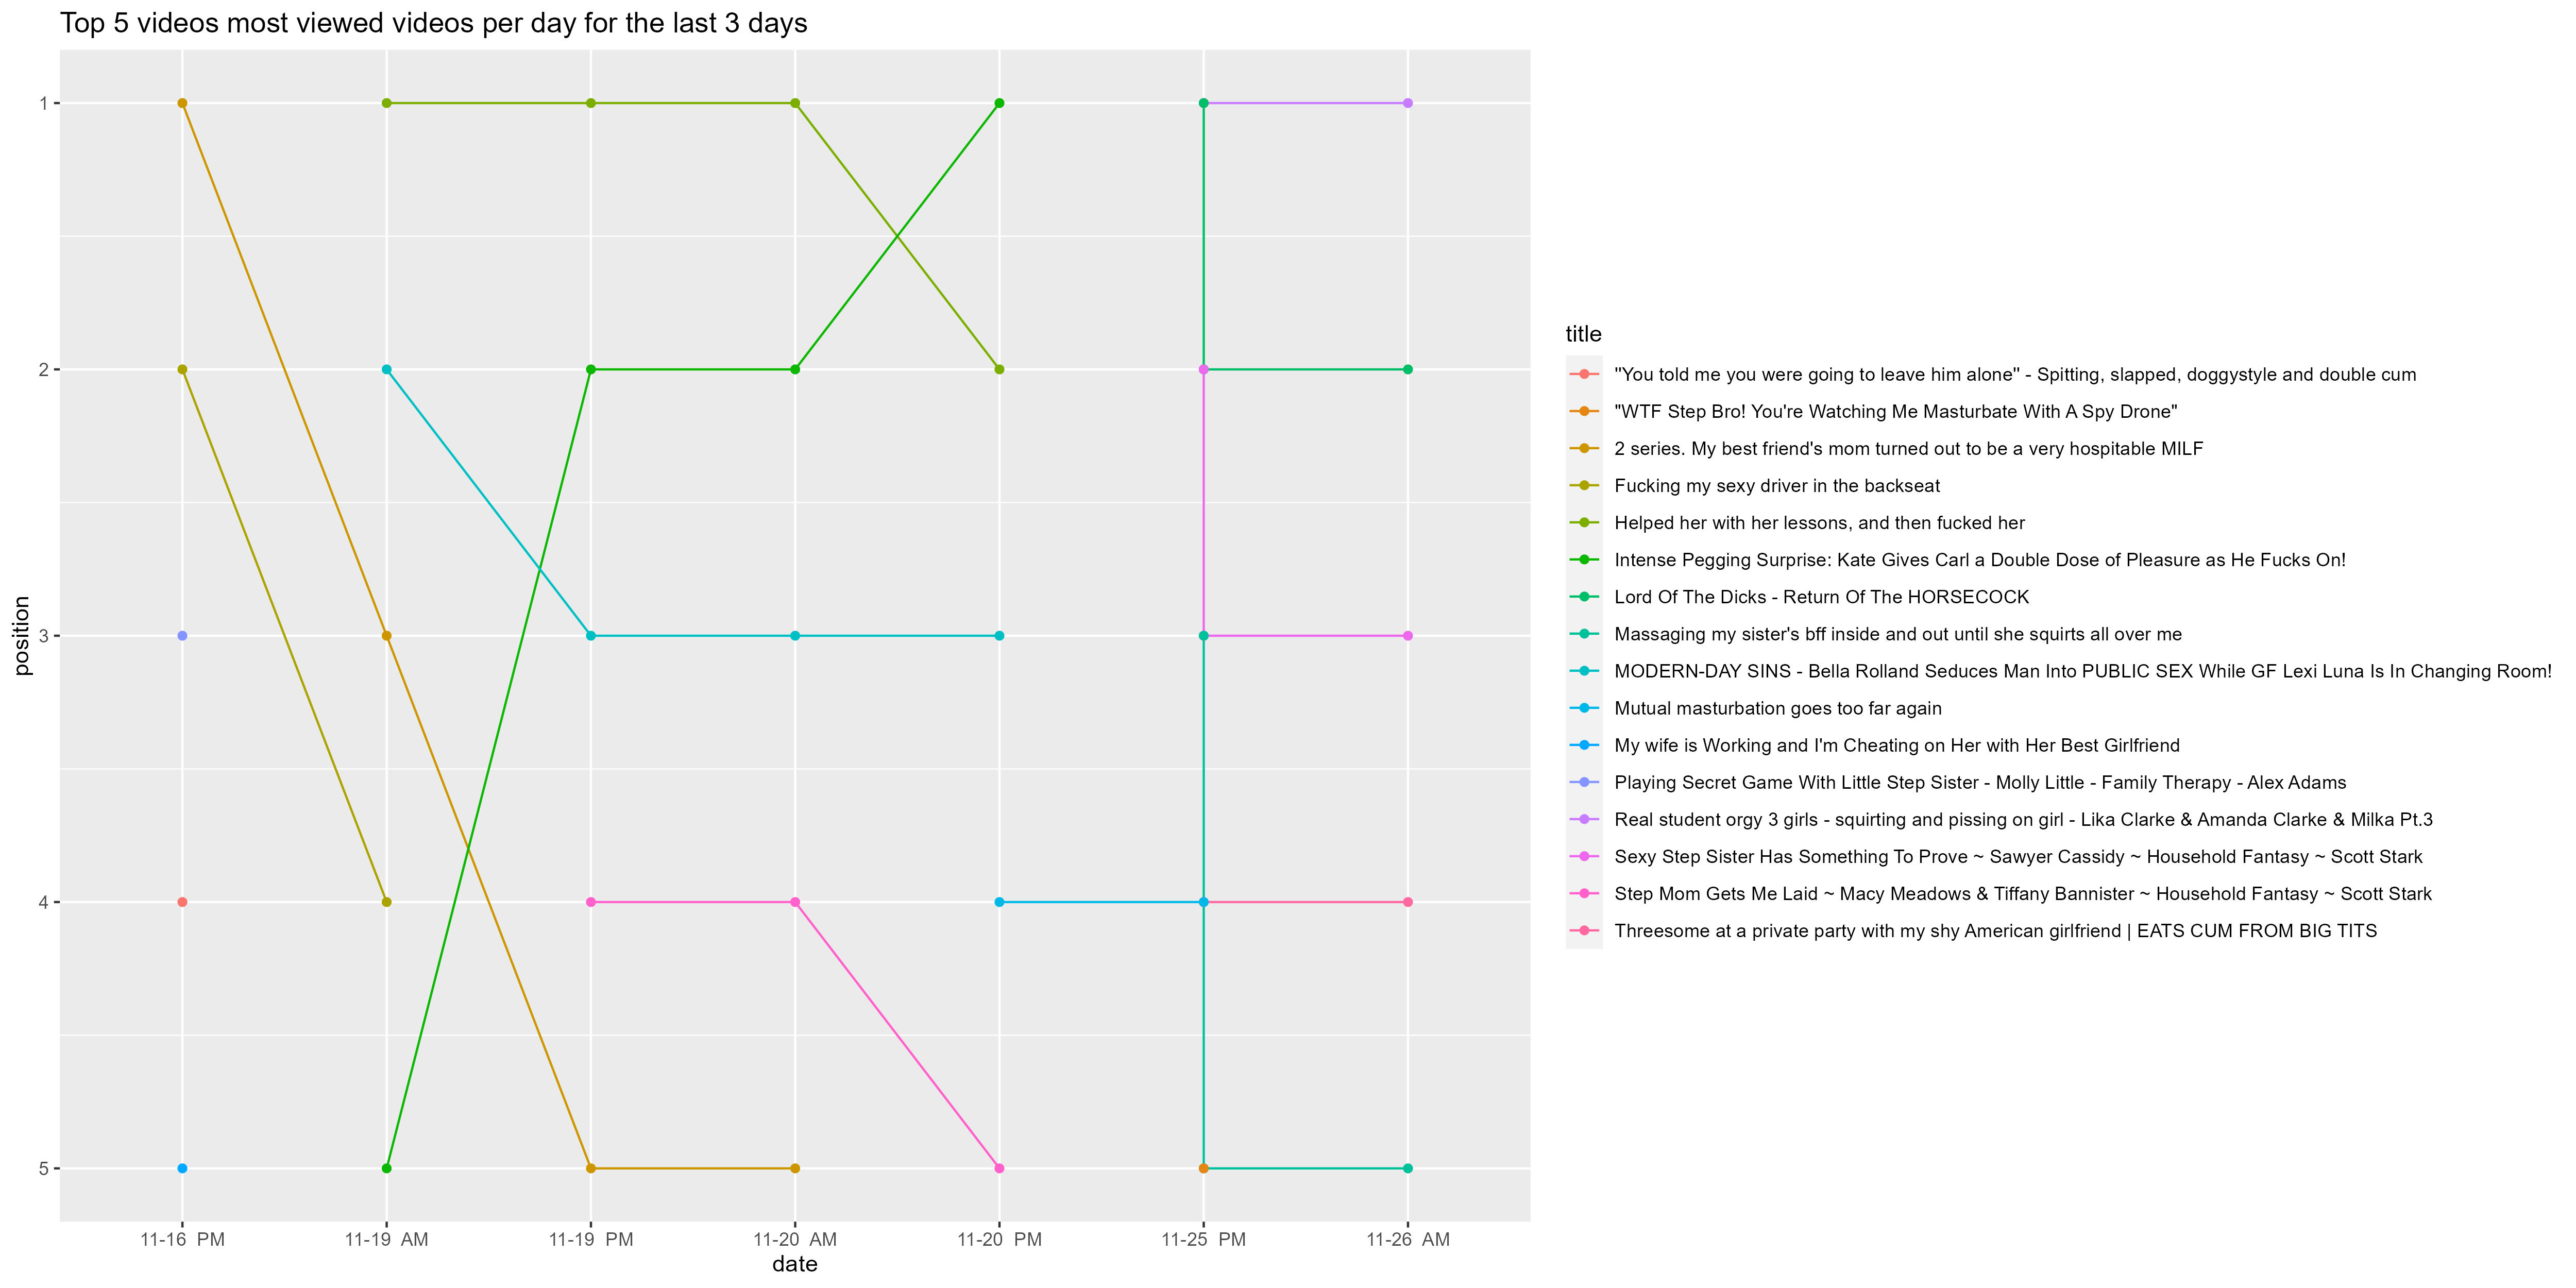 Top 5 videos most viewed videos per day for the last 3 days
position
1
2
3
4
5
11-16 PM
11-19 AM
11-19 PM
11-20 AM
11-20 PM
11-25 PM
11-26 AM
date
title
"You told me you were going to leave him alone" - Spitting, slapped, doggystyle and double cum
"WTF Step Bro! You're Watching Me Masturbate With A Spy Drone"
2 series. My best friend's mom turned out to be a very hospitable MILF
Fucking my sexy driver in the backseat
Helped her with her lessons, and then fucked her
Intense Pegging Surprise: Kate Gives Carl a Double Dose of Pleasure as He Fucks On!
Lord Of The Dicks - Return Of The HORSECOCK
Massaging my sister's bff inside and out until she squirts all over me
MODERN-DAY SINS - Bella Rolland Seduces Man Into PUBLIC SEX While GF Lexi Luna Is In Changing Room!
Mutual masturbation goes too far again
My wife is Working and I'm Cheating on Her with Her Best Girlfriend
Playing Secret Game With Little Step Sister - Molly Little - Family Therapy - Alex Adams
Real student orgy 3 girls - squirting and pissing on girl - Lika Clarke & Amanda Clarke & Milka Pt.3
Sexy Step Sister Has Something To Prove ~ Sawyer Cassidy ~ Household Fantasy ~ Scott Stark
Step Mom Gets Me Laid ~ Macy Meadows & Tiffany Bannister ~ Household Fantasy ~ Scott Stark
Threesome at a private party with my shy American girlfriend | EATS CUM FROM BIG TITS